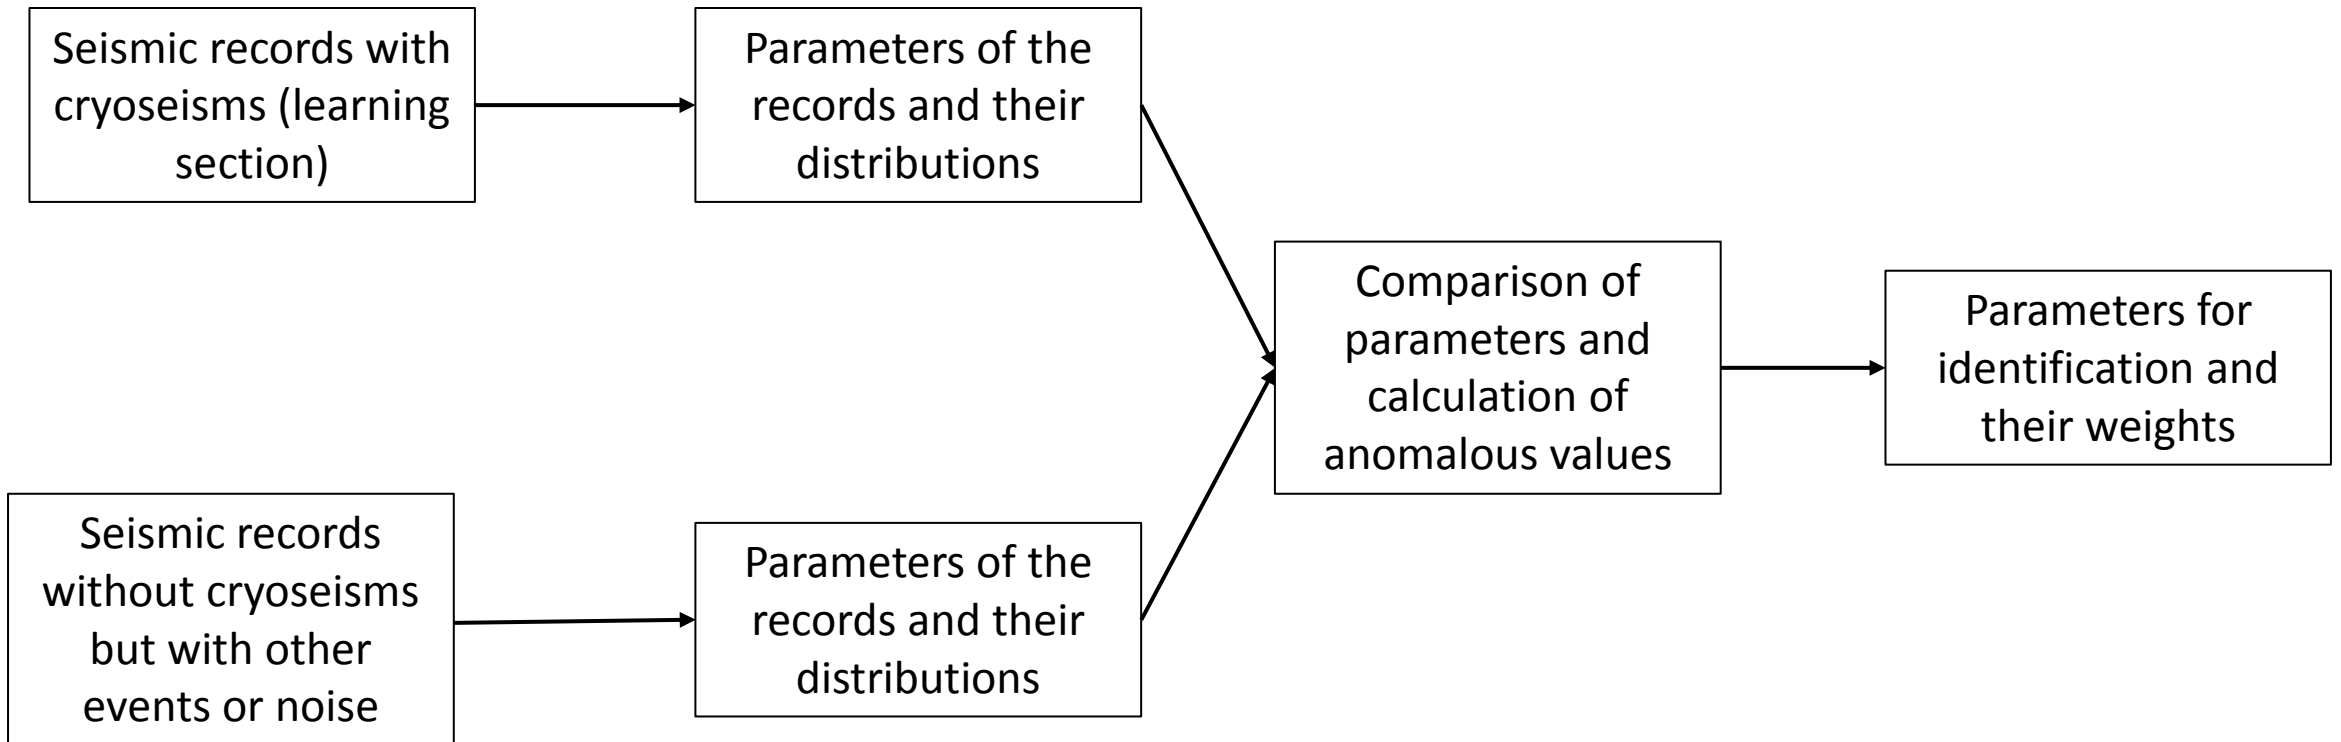 Seismic records with
cryoseisms (learning
section)
Parameters of the
records and their
distributions
Comparison of
parameters and
calculation of
anomalous values
Parameters for
identification and
their weights
Seismic records
without cryoseisms
but with other
events or noise
Parameters of the
records and their
distributions